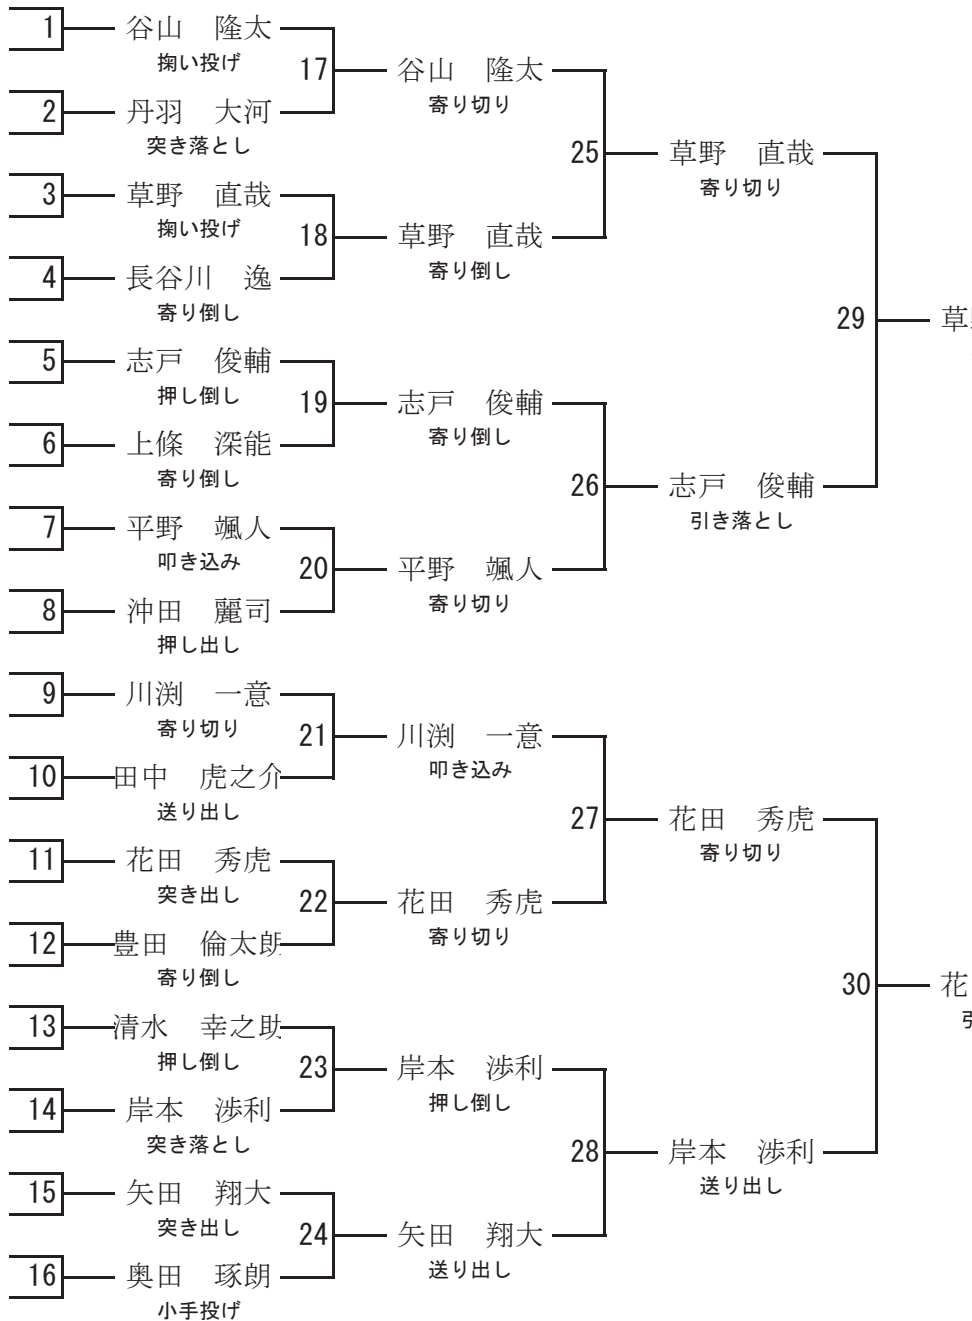 1 谷山　隆太
掬い投げ
17 谷山　隆太
寄り切り
2 丹羽　大河
突き落とし
25 草野　直哉
寄り切り
3 草野　直哉
掬い投げ
18 草野　直哉
寄り倒し
4 長谷川　逸
寄り倒し
29 草
5 志戸　俊輔
押し倒し
19 志戸　俊輔
寄り倒し
6 上條　深能
寄り倒し
26 志戸　俊輔
引き落とし
7 平野　颯人
叩き込み
20 平野　颯人
寄り切り
8 沖田　麗司
押し出し
9 川渕　一意
寄り切り
21 川渕　一意
叩き込み
10 田中　虎之介
送り出し
27 花田　秀虎
寄り切り
11 花田　秀虎
突き出し
22 花田　秀虎
寄り切り
12 豊田　倫太朗
寄り倒し
30 花
引
13 清水　幸之助
押し倒し
23 岸本　渉利
押し倒し
14 岸本　渉利
突き落とし
28 岸本　渉利
送り出し
15 矢田　翔大
突き出し
24 矢田　翔大
送り出し
16 奥田　琢朗
小手投げ